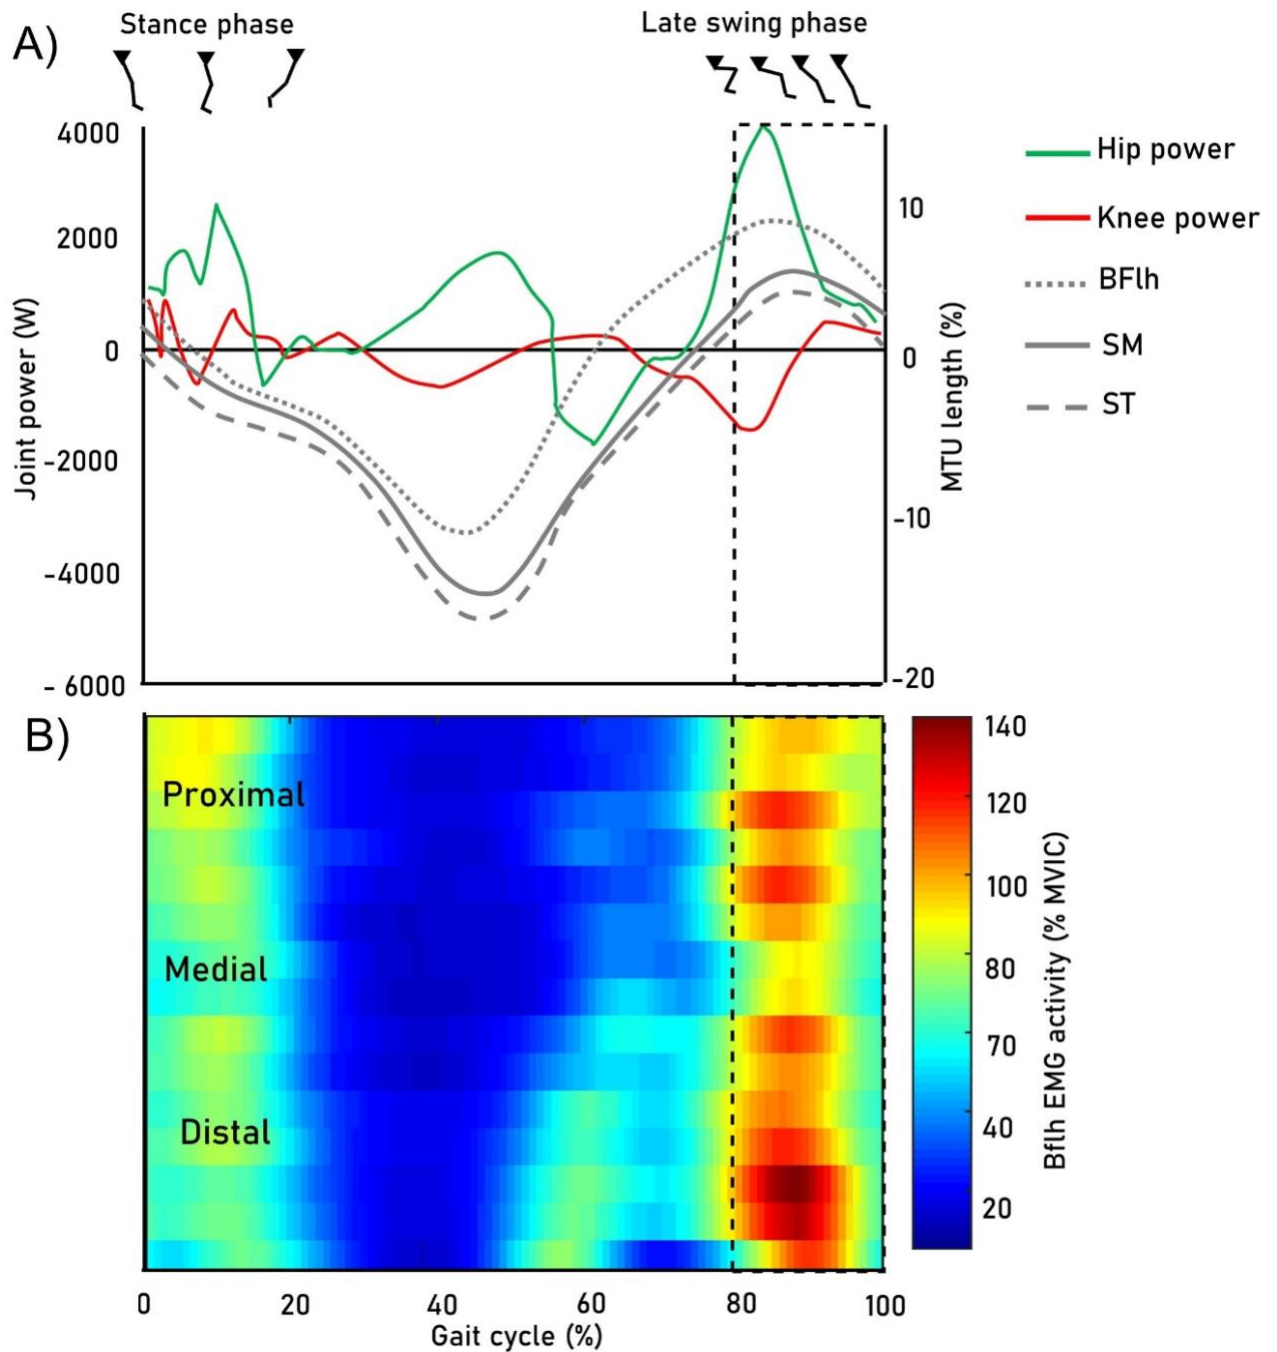 A)
Stance phase
Late swing phase
4000
2000
0
-2000
-4000
- 6000
Joint power (W)
10
0
-10
-20
MTU length (%)
Hip power
Knee power
BFlh
SM
ST
B)
Proximal
Medial
Distal
0
20
40
60
80
100
Gait cycle (%)
140
120
100
80
70
40
20
Bflh EMG activity (% MVIC)